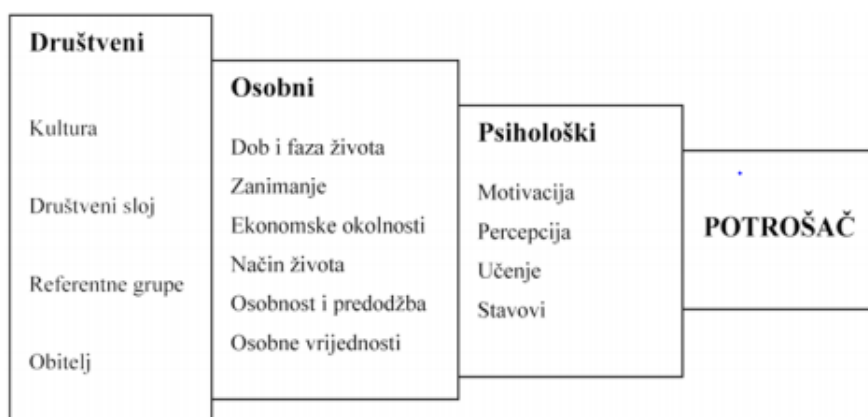 Društveni
Kultura
Društveni sloj
Referentne grupe
Obitelj
Osobni
Dob i faza života
Zanimanje
Ekonomske okolnosti
Način života
Osobnost i predodžba
Osobne vrijednosti
Psihološki
Motivacija
Percepcija
Učenje
Stavovi
POTROŠAČ